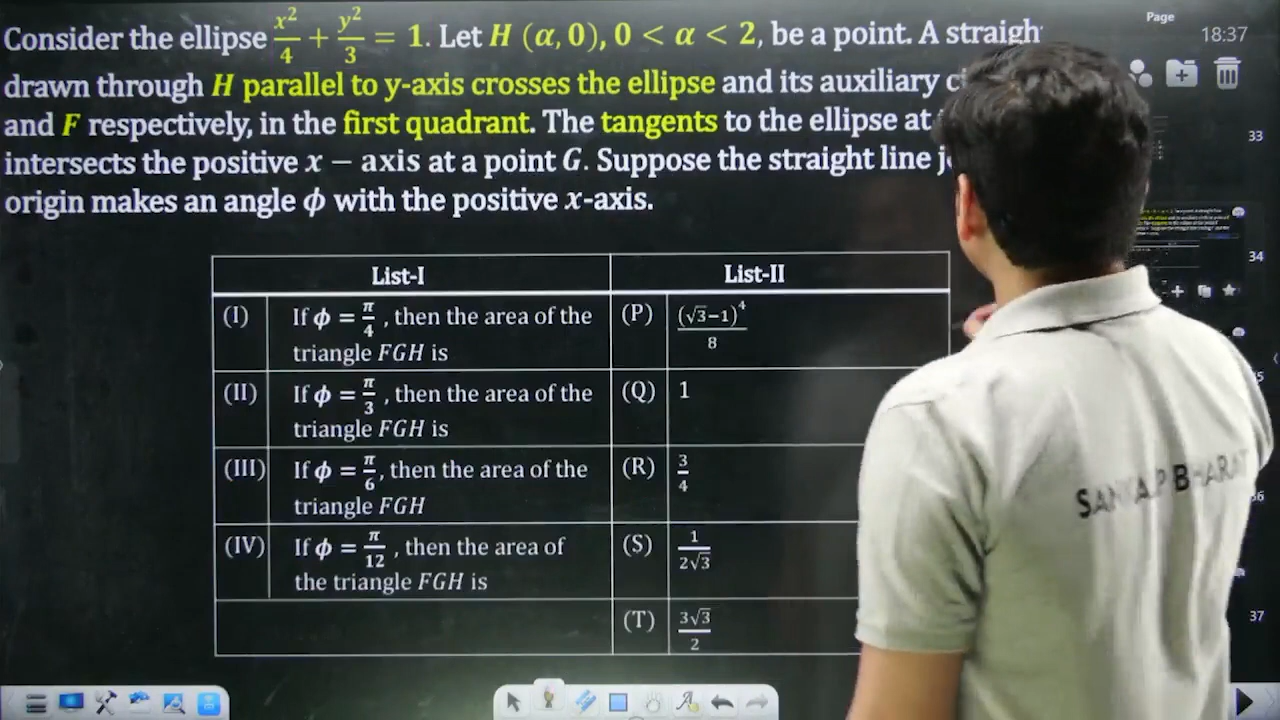 Consider the ellipse x²/4 + y²/3 = 1. Let H (α, 0), 0 < α < 2, be a point. A
drawn through H parallel to y-axis crosses the ellipse and its auxiliary
and F respectively, in the first quadrant. The tangents to the ellipse at
intersects the positive x – axis at a point G. Suppose the straight line
origin makes an angle ϕ with the positive x-axis.
Page
18:37
33
34
37
List-I List-II
(I) If ϕ = π/4 , then the area of the triangle FGH is (P) (√3−1)⁴/8
(II) If ϕ = π/3 , then the area of the triangle FGH is (Q) 1
(III) If ϕ = π/6, then the area of the triangle FGH (R) 3/4
(IV) If ϕ = π/12 , then the area of the triangle FGH is (S) 1/2√3
(T) 3√3/2